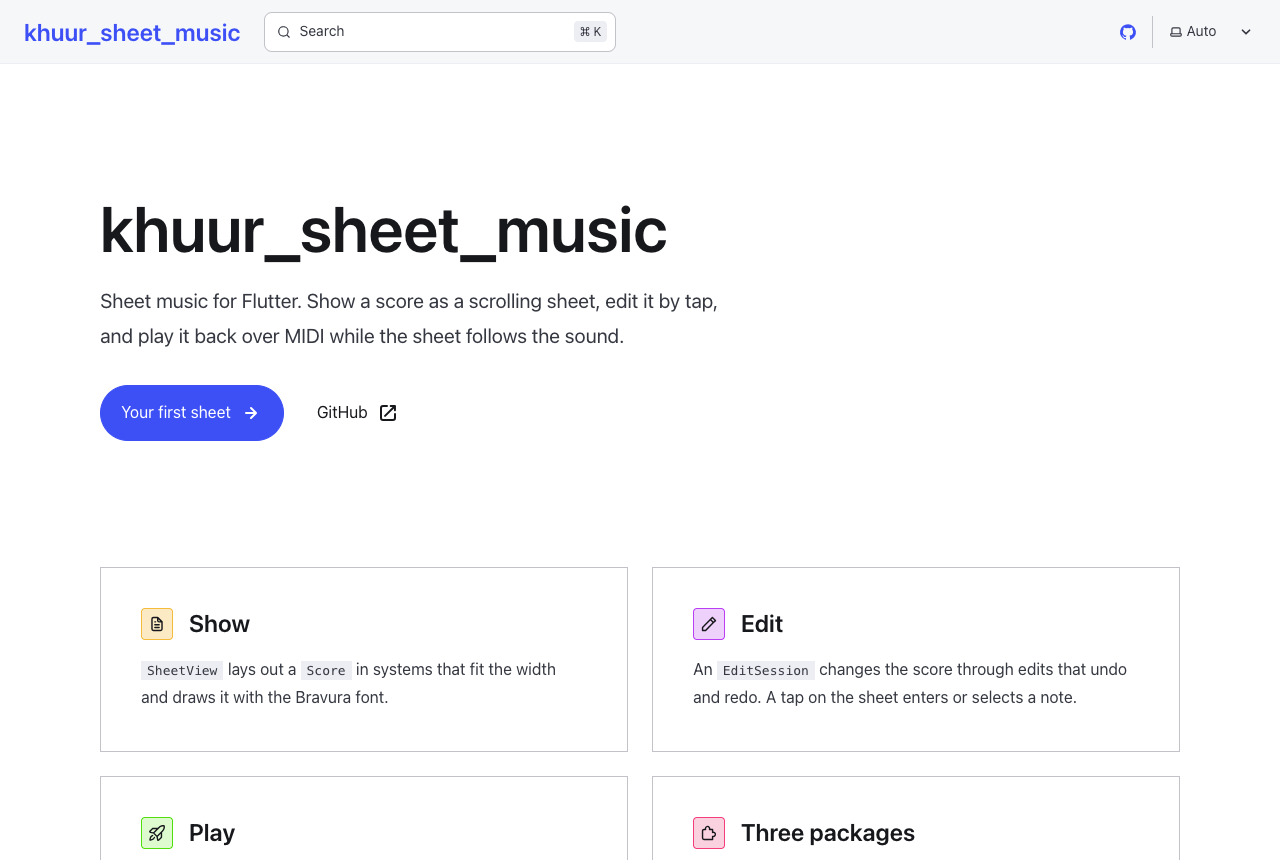 khuur_sheet_music
Search
⌘ K
Auto
khuur_sheet_music
Sheet music for Flutter. Show a score as a scrolling sheet, edit it by tap,
and play it back over MIDI while the sheet follows the sound.
Your first sheet
GitHub
Show
SheetView lays out a Score in systems that fit the width
and draws it with the Bravura font.
Edit
An EditSession changes the score through edits that undo
and redo. A tap on the sheet enters or selects a note.
Play
Three packages